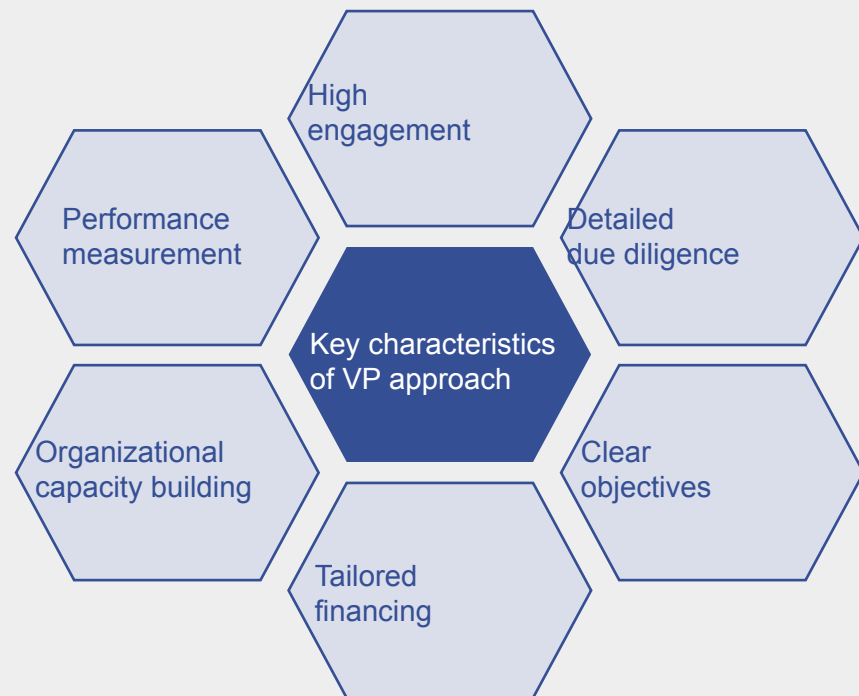 High
engagement
Performance
measurement
Detailed
due diligence
Key characteristics
of VP approach
Organizational
capacity building
Clear
objectives
Tailored
financing